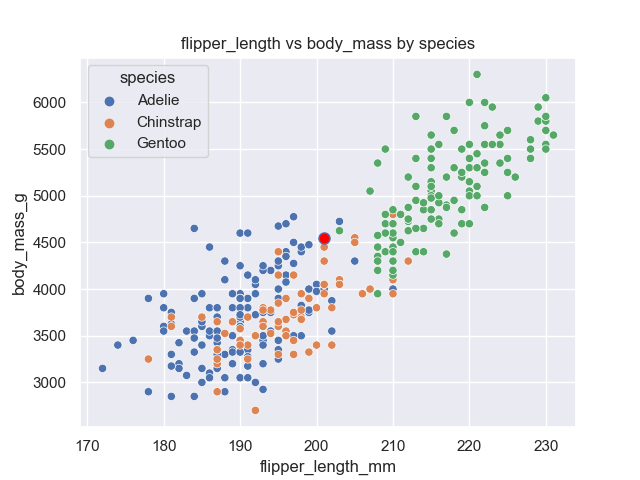 flipper_length vs body_mass by species
species
Adelie
Chinstrap
Gentoo
6000
5500
5000
4500
4000
3500
3000
body_mass_g
170
180
190
200
210
220
230
flipper_length_mm